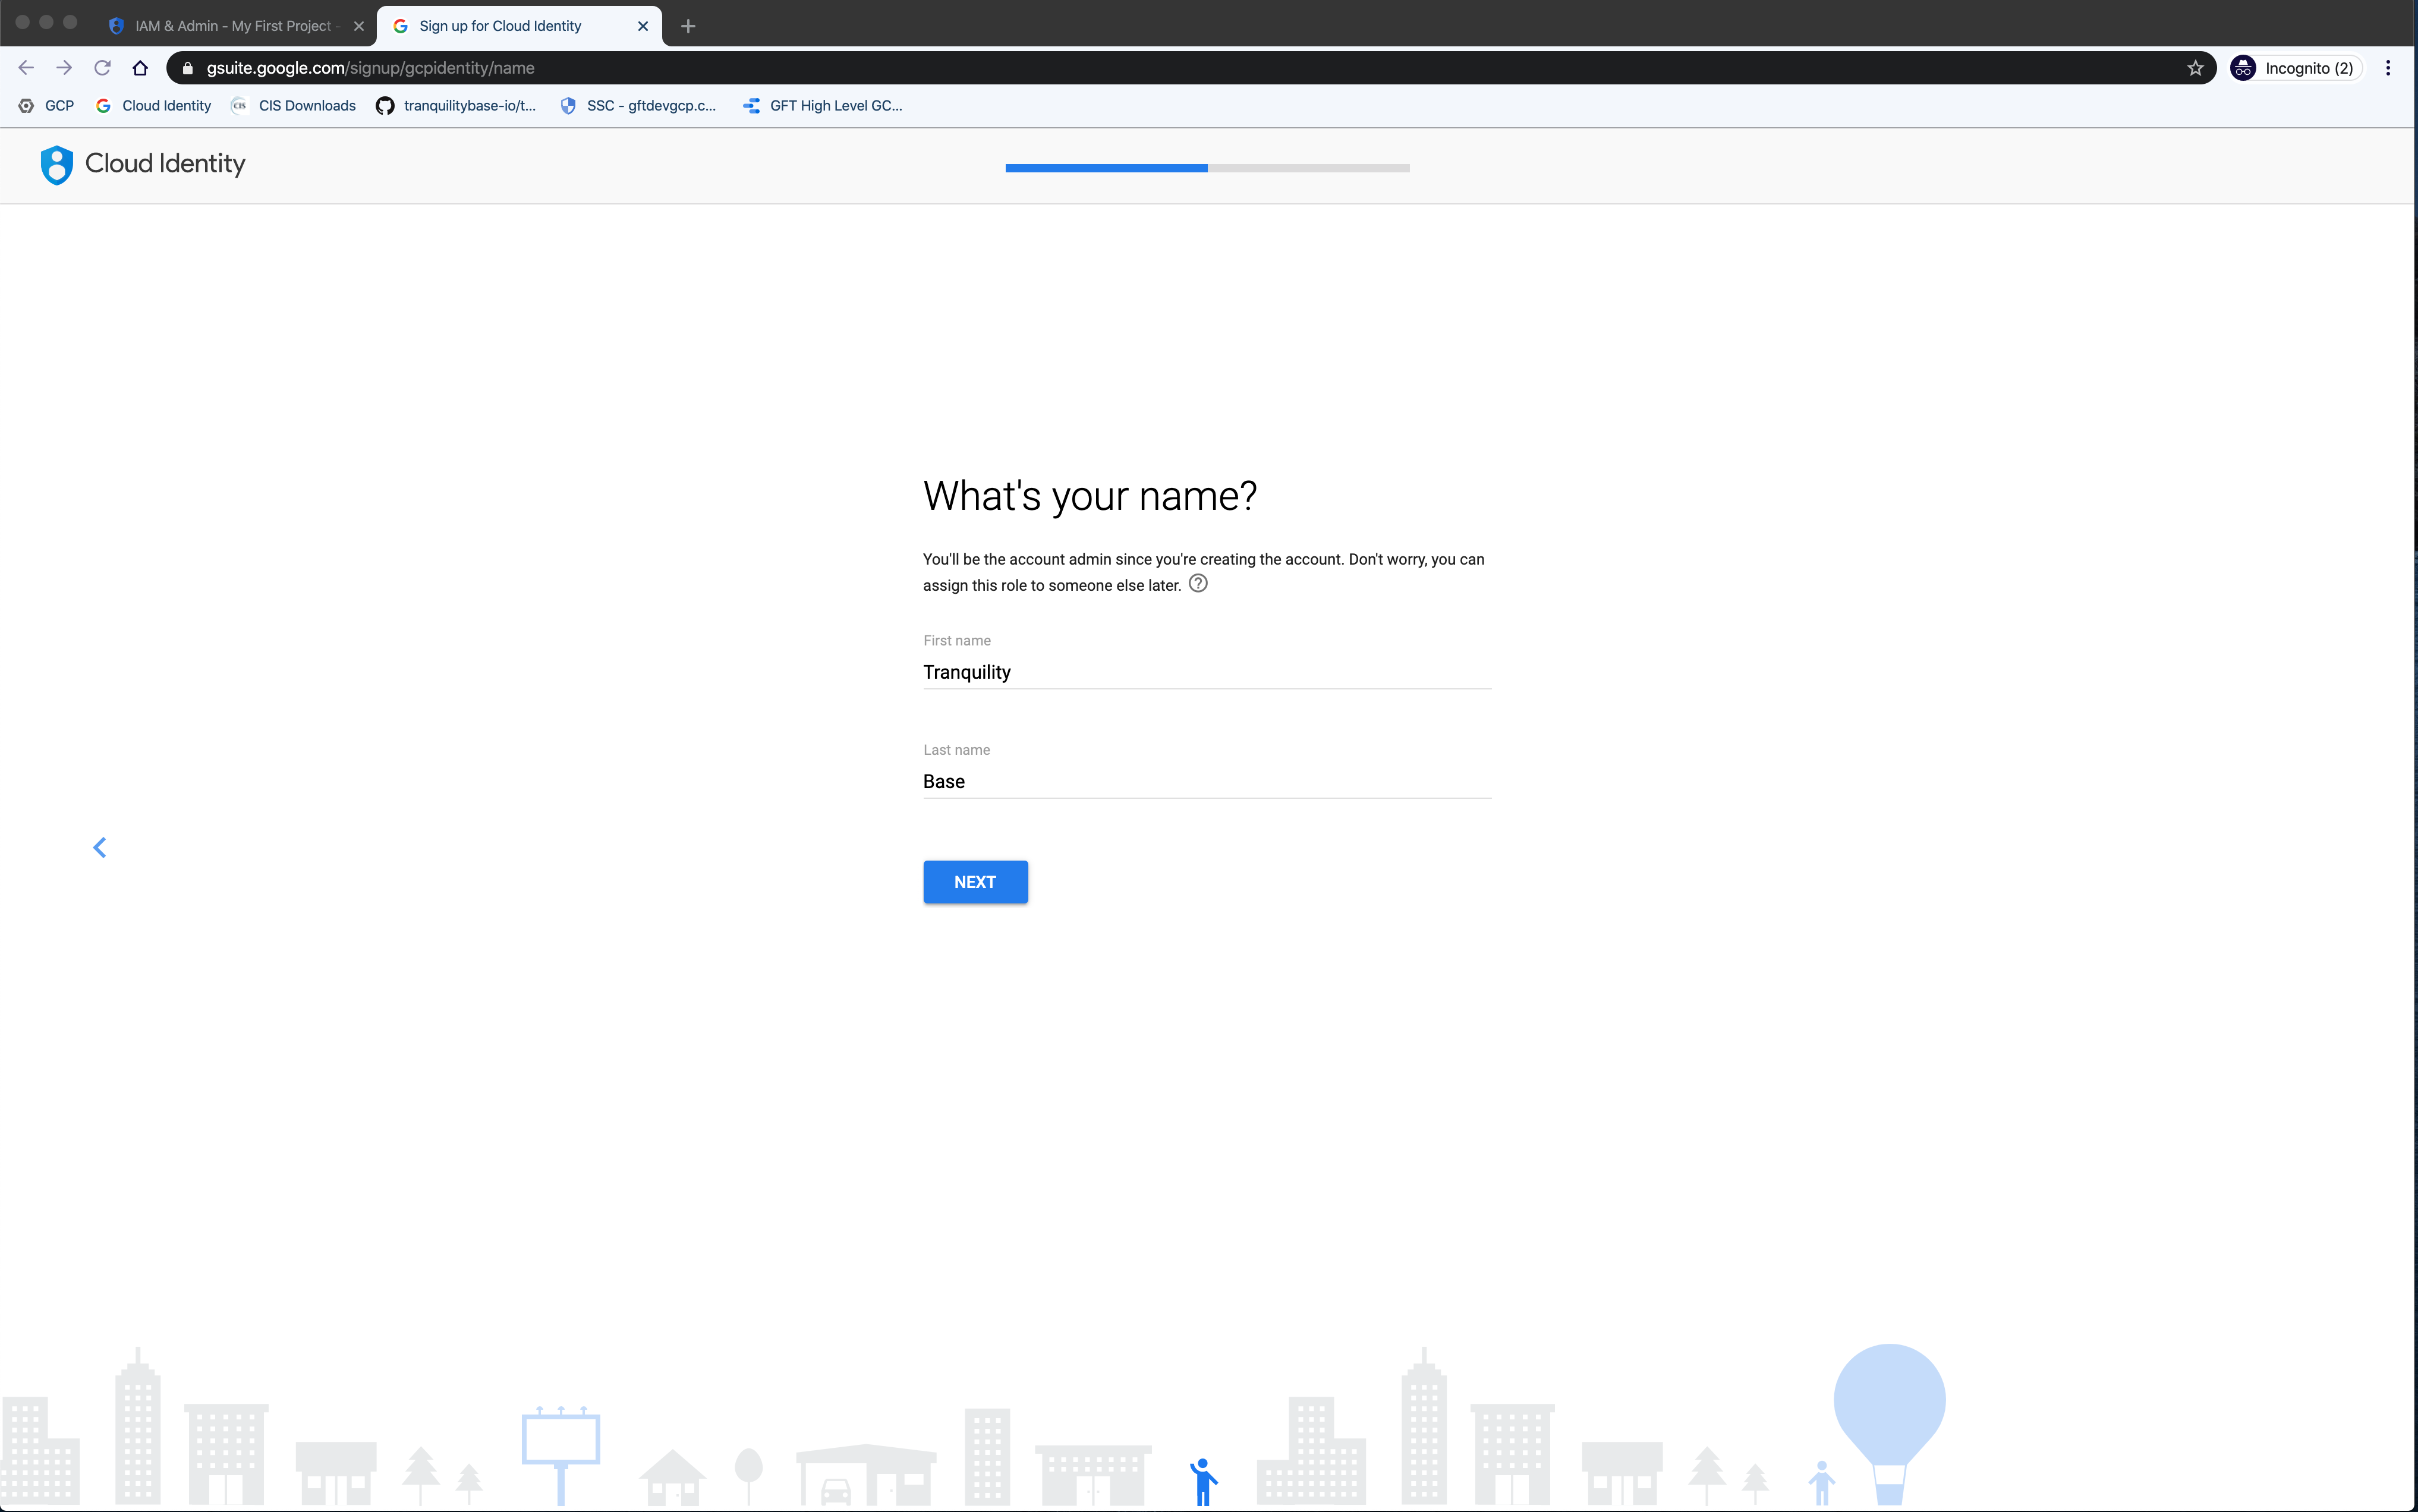 IAM & Admin - My First Project -
Sign up for Cloud Identity
gsuite.google.com/signup/gcpidentity/name
Incognito (2)
GCP
Cloud Identity
CIS
CIS Downloads
tranquilitybase-io/t...
SSC - gftdevgcp.c...
GFT High Level GC...
Cloud Identity
What's your name?
You'll be the account admin since you're creating the account. Don't worry, you can
assign this role to someone else later.
First name
Tranquility
Last name
Base
NEXT